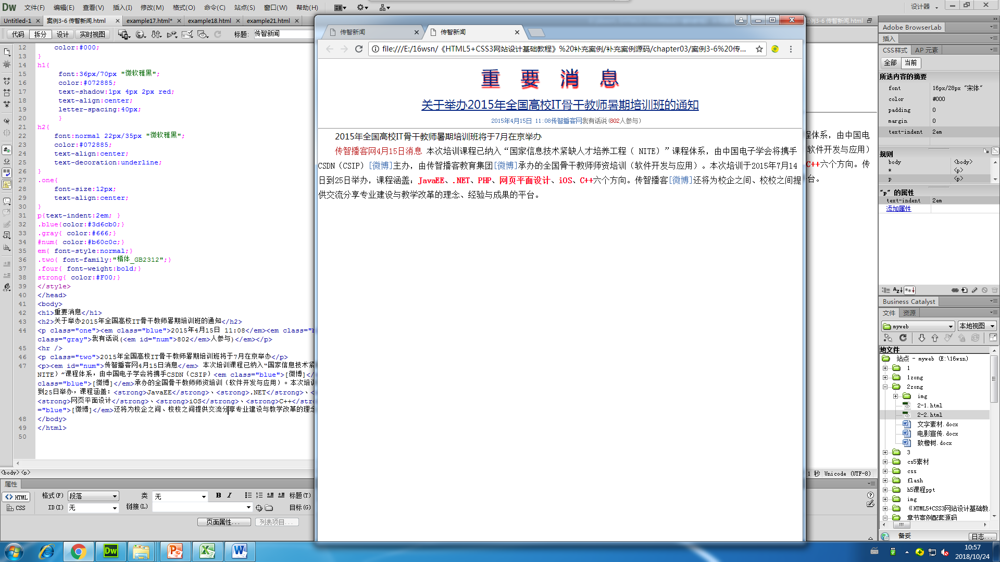 Dw 文件(F) 编辑(E) 查看(V) 插入(I) 修改(M) 格式(O) 命令(C) 站点(S) 窗口(W) 帮助(H) 设计器
Untitled-1 案例3-6 传智新闻.html example17.html* example18.html example21.html
代码 拆分 设计 实时视图 标题: 传智新闻
12 color:#000;
13 }
14 h1{
15 font:36px/70px "微软雅黑";
16 color:#072885;
17 text-shadow:1px 4px 2px red;
18 text-align:center;
19 letter-spacing:40px;
20 }
21 h2{
22 font:normal 22px/35px "微软雅黑";
23 color:#072885;
24 text-align:center;
25 text-decoration:underline;
26 }
27 .one{
28 font-size:12px;
29 text-align:center;
30 }
31 p{text-indent:2em; }
32 .blue{color:#3d6cb0;}
33 .gray{ color:#666;}
34 #num{ color:#b60c0c;}
35 em{ font-style:normal;}
36 .two{ font-family:"楷体_GB2312";}
37 .four{ font-weight:bold;}
38 strong{ color:#F00;}
39 </style>
40 </head>
41 <body>
42 <h1>重要消息</h1>
43 <h2>关于举办2015年全国高校IT骨干教师暑期培训班的通知</h2>
44 <p class="one"><em class="blue">2015年4月15日 11:08</em><em class="b
class="gray">我有话说(<em id="num">802</em>人参与)</em></p>
45 <hr />
46 <p class="two">2015年全国高校IT骨干教师暑期培训班将于7月在京举办</p>
47 <p><em id="num">传智播客网4月15日消息</em> 本次培训课程已纳入“国家信息技术紧
NITE）”课程体系，由中国电子学会将携手CSDN（CSIP）<em class="blue">[微博]</
class="blue">[微博]</em>承办的全国骨干教师师资培训（软件开发与应用）。本次培训
到25日举办，课程涵盖：<strong>JavaEE</strong>、<strong>.NET</strong>、<
<strong>网页平面设计</strong>、<strong>iOS</strong>、<strong>C++</str
="blue">[微博]</em>还将为校企之间、校校之间提供交流分享专业建设与教学改革的理念
48 </body>
49 </html>
50
<body> <p>
属性
HTML 格式(F) 段落 类 无 B I 标题(T)
CSS ID(I) 无 链接(L) 目标(G)
页面属性... 列表项目...
传智新闻 传智新闻
file:///E:/16wsn/《HTML5+CSS3网站设计基础教程》%20补充案例/补充案例源码/chapter03/案例3-6%20传...
重 要 消 息
关于举办2015年全国高校IT骨干教师暑期培训班的通知
2015年4月15日 11:08传智播客网我有话说(802人参与)
2015年全国高校IT骨干教师暑期培训班将于7月在京举办
传智播客网4月15日消息 本次培训课程已纳入“国家信息技术紧缺人才培养工程（ NITE）”课程体系，由中国电子学会将携手
CSDN（CSIP）[微博]主办，由传智播客教育集团[微博]承办的全国骨干教师师资培训（软件开发与应用）。本次培训于2015年7月14
日到25日举办，课程涵盖：JavaEE、.NET、PHP、网页平面设计、iOS、C++六个方向。传智播客[微博]还将为校企之间、校校之间提
供交流分享专业建设与教学改革的理念、经验与成果的平台。
案例3-6 传智新闻.html
程体系，由中国电
软件开发与应用）
C++六个方向。传
台。
1 秒 Unicode (UTF-8)
Adobe BrowserLab
插入
CSS样式 AP 元素
全部 当前
所选内容的摘要
font 16px/28px "宋体"
color #000
padding 0
margin 0
text-indent 2em
规则
body <body>
* <p>
p <p>
"p" 的属性
text-indent 2em
添加属性
Business Catalyst
文件 资源
myweb 本地视图
地文件
站点 - myweb (E:\16wsn)
1
1zong
2zong
img
2-1.html
2-2.html
文字素材.docx
电影宣传.docx
致橡树.docx
3
cs5素材
css
flash
h5课程ppt
img
《HTML5+CSS3网站设计基础教
章节案例配套源码
备妥 日志...
10:57
2018/10/24